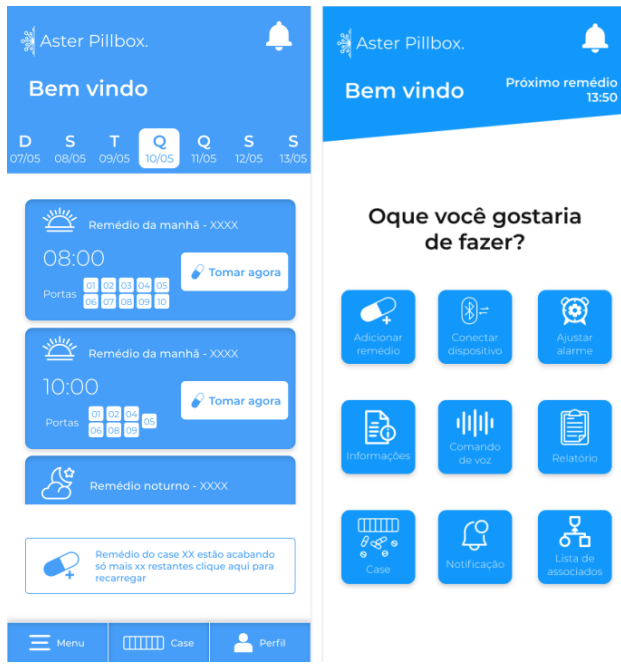 Aster Pillbox.
Bem vindo
D S T Q Q S S
07/05 08/05 09/05 10/05 11/05 12/05 13/05
Remédio da manhã - XXXX
08:00
Tomar agora
Portas
01 02 03 04 05
06 07 08 09 10
Remédio da manhã - XXXX
10:00
Tomar agora
Portas
01 02 04 05
06 08 09
Remédio noturno - XXXX
Remédio do case XX estão acabando
só mais xx restantes clique aqui para
recarregar
Menu
Case
Perfil
Aster Pillbox.
Bem vindo
Próximo remédio
13:50
Oque você gostaria
de fazer?
Adicionar
remédio
Conectar
dispositivo
Ajustar
alarme
Informações
Comando
de voz
Relatório
Case
Notificação
Lista de
associados